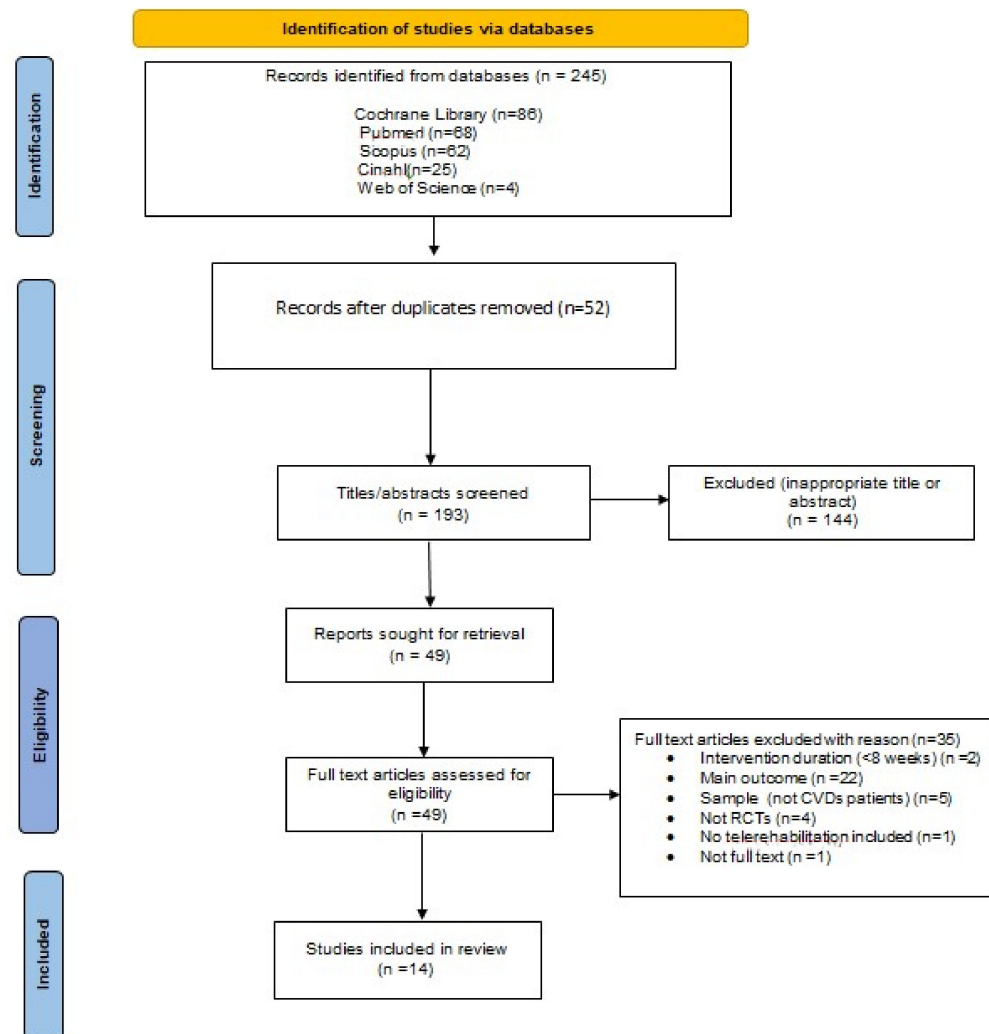 Identification of studies via databases
Identification
Records identified from databases (n = 245)
Cochrane Library (n=86)
Pubmed (n=68)
Scopus (n=62)
Cinahl(n=25)
Web of Science (n=4)
Screening
Records after duplicates removed (n=52)
Titles/abstracts screened
(n = 193)
Excluded (inappropriate title or
abstract)
(n = 144)
Eligibility
Reports sought for retrieval
(n = 49)
Full text articles assessed for
eligibility
(n =49)
Full text articles excluded with reason (n=35)
• Intervention duration (<8 weeks) (n =2)
• Main outcome (n =22)
• Sample (not CVDs patients) (n=5)
• Not RCTs (n=4)
• No telerehabilitation included (n=1)
• Not full text (n =1)
Included
Studies included in review
(n =14)